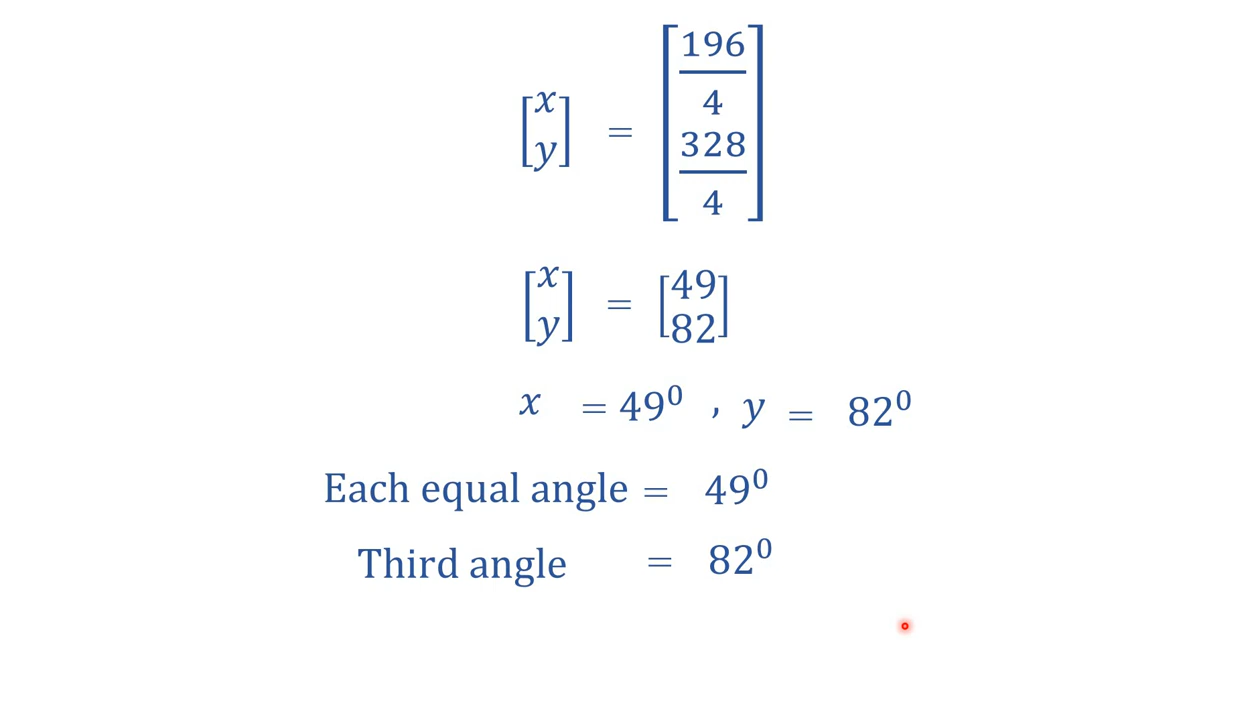 [x y] = [196/4 328/4]
[x y] = [49 82]
x = 49⁰ , y = 82⁰
Each equal angle = 49⁰
Third angle = 82⁰